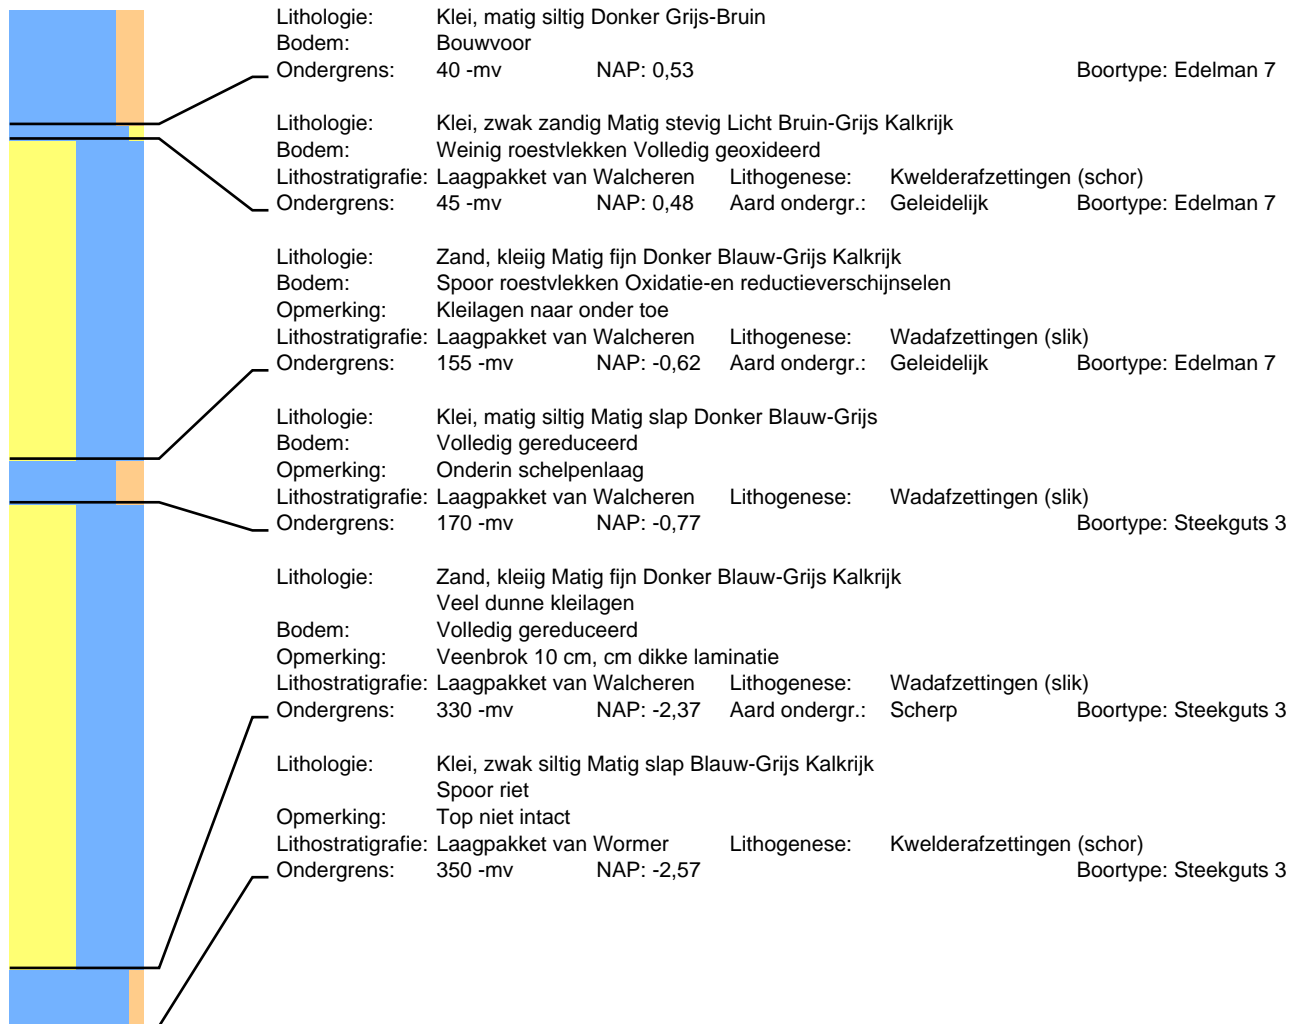 Lithologie: Klei, matig siltig Donker Grijs-Bruin
Bodem: Bouwvoor
Ondergrens: 40 -mv NAP: 0,53 Boortype: Edelman 7
Lithologie: Klei, zwak zandig Matig stevig Licht Bruin-Grijs Kalkrijk
Bodem: Weinig roestvlekken Volledig geoxideerd
Lithostratigrafie: Laagpakket van Walcheren Lithogenese: Kwelderafzettingen (schor)
Ondergrens: 45 -mv NAP: 0,48 Aard ondergr.: Geleidelijk Boortype: Edelman 7
Lithologie: Zand, kleiig Matig fijn Donker Blauw-Grijs Kalkrijk
Bodem: Spoor roestvlekken Oxidatie-en reductieverschijnselen
Opmerking: Kleilagen naar onder toe
Lithostratigrafie: Laagpakket van Walcheren Lithogenese: Wadafzettingen (slik)
Ondergrens: 155 -mv NAP: -0,62 Aard ondergr.: Geleidelijk Boortype: Edelman 7
Lithologie: Klei, matig siltig Matig slap Donker Blauw-Grijs
Bodem: Volledig gereduceerd
Opmerking: Onderin schelpenlaag
Lithostratigrafie: Laagpakket van Walcheren Lithogenese: Wadafzettingen (slik)
Ondergrens: 170 -mv NAP: -0,77 Boortype: Steekguts 3
Lithologie: Zand, kleiig Matig fijn Donker Blauw-Grijs Kalkrijk
Veel dunne kleilagen
Bodem: Volledig gereduceerd
Opmerking: Veenbrok 10 cm, cm dikke laminatie
Lithostratigrafie: Laagpakket van Walcheren Lithogenese: Wadafzettingen (slik)
Ondergrens: 330 -mv NAP: -2,37 Aard ondergr.: Scherp Boortype: Steekguts 3
Lithologie: Klei, zwak siltig Matig slap Blauw-Grijs Kalkrijk
Spoor riet
Opmerking: Top niet intact
Lithostratigrafie: Laagpakket van Wormer Lithogenese: Kwelderafzettingen (schor)
Ondergrens: 350 -mv NAP: -2,57 Boortype: Steekguts 3